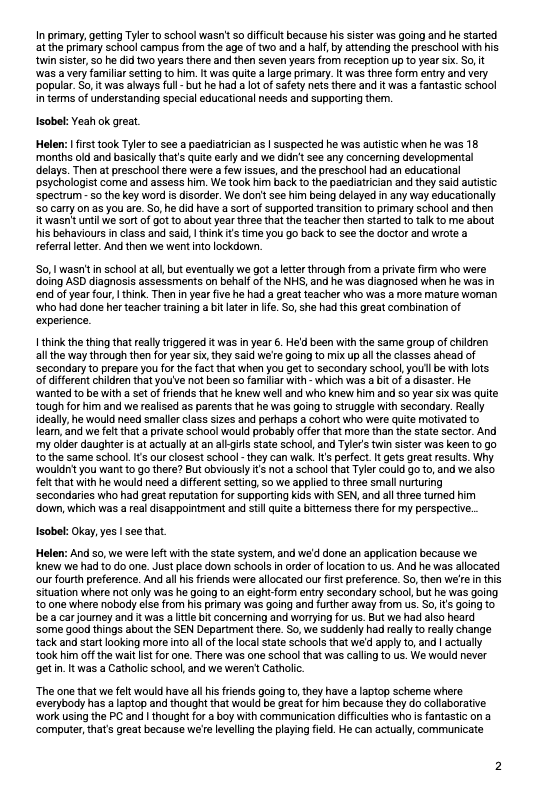 In primary, getting Tyler to school wasn't so difficult because his sister was going and he started
at the primary school campus from the age of two and a half, by attending the preschool with his
twin sister, so he did two years there and then seven years from reception up to year six. So, it
was a very familiar setting to him. It was quite a large primary. It was three form entry and very
popular. So, it was always full - but he had a lot of safety nets there and it was a fantastic school
in terms of understanding special educational needs and supporting them.
Isobel: Yeah ok great.
Helen: I first took Tyler to see a paediatrician as I suspected he was autistic when he was 18
months old and basically that's quite early and we didn't see any concerning developmental
delays. Then at preschool there were a few issues, and the preschool had an educational
psychologist come and assess him. We took him back to the paediatrician and they said autistic
spectrum - so the key word is disorder. We don't see him being delayed in any way educationally
so carry on as you are. So, he did have a sort of supported transition to primary school and then
it wasn't until we sort of got to about year three that the teacher then started to talk to me about
his behaviours in class and said, I think it's time you go back to see the doctor and wrote a
referral letter. And then we went into lockdown.
So, I wasn't in school at all, but eventually we got a letter through from a private firm who were
doing ASD diagnosis assessments on behalf of the NHS, and he was diagnosed when he was in
end of year four, I think. Then in year five he had a great teacher who was a more mature woman
who had done her teacher training a bit later in life. So, she had this great combination of
experience.
I think the thing that really triggered it was in year 6. He'd been with the same group of children
all the way through then for year six, they said we're going to mix up all the classes ahead of
secondary to prepare you for the fact that when you get to secondary school, you'll be with lots
of different children that you've not been so familiar with - which was a bit of a disaster. He
wanted to be with a set of friends that he knew well and who knew him and so year six was quite
tough for him and we realised as parents that he was going to struggle with secondary. Really
ideally, he would need smaller class sizes and perhaps a cohort who were quite motivated to
learn, and we felt that a private school would probably offer that more than the state sector. And
my older daughter is at actually at an all-girls state school, and Tyler's twin sister was keen to go
to the same school. It's our closest school - they can walk. It's perfect. It gets great results. Why
wouldn't you want to go there? But obviously it's not a school that Tyler could go to, and we also
felt that with he would need a different setting, so we applied to three small nurturing
secondaries who had great reputation for supporting kids with SEN, and all three turned him
down, which was a real disappointment and still quite a bitterness there for my perspective…
Isobel: Okay, yes I see that.
Helen: And so, we were left with the state system, and we'd done an application because we
knew we had to do one. Just place down schools in order of location to us. And he was allocated
our fourth preference. And all his friends were allocated our first preference. So, then we're in this
situation where not only was he going to an eight-form entry secondary school, but he was going
to one where nobody else from his primary was going and further away from us. So, it's going to
be a car journey and it was a little bit concerning and worrying for us. But we had also heard
some good things about the SEN Department there. So, we suddenly had really to really change
tack and start looking more into all of the local state schools that we'd apply to, and I actually
took him off the wait list for one. There was one school that was calling to us. We would never
get in. It was a Catholic school, and we weren't Catholic.
The one that we felt would have all his friends going to, they have a laptop scheme where
everybody has a laptop and thought that would be great for him because they do collaborative
work using the PC and I thought for a boy with communication difficulties who is fantastic on a
computer, that's great because we're levelling the playing field. He can actually, communicate
2